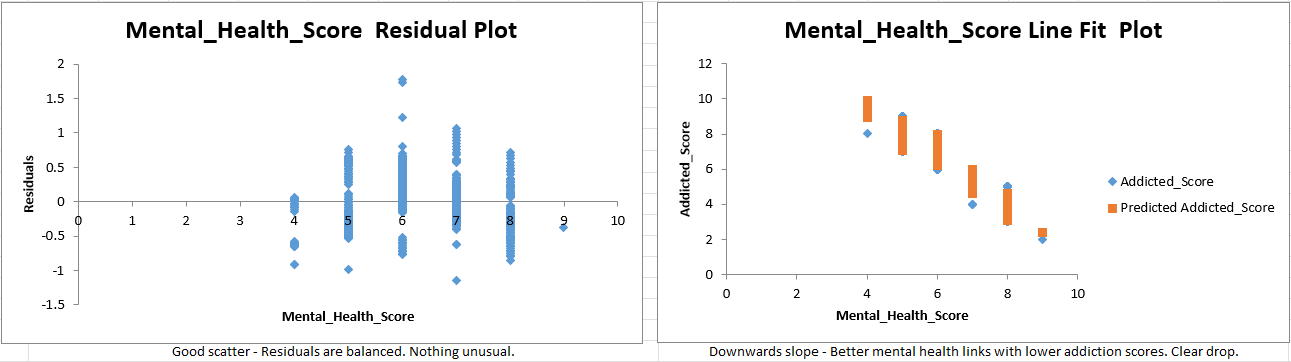 Mental_Health_Score  Residual Plot
2
1.5
1
0.5
0
-0.5
-1
-1.5
0 1 2 3 4 5 6 7 8 9 10
Residuals
Mental_Health_Score
Good scatter - Residuals are balanced. Nothing unusual.
Mental_Health_Score Line Fit  Plot
12
10
8
6
4
2
0
0 2 4 6 8 10
Addicted_Score
Mental_Health_Score
Addicted_Score
Predicted Addicted_Score
Downwards slope - Better mental health links with lower addiction scores. Clear drop.